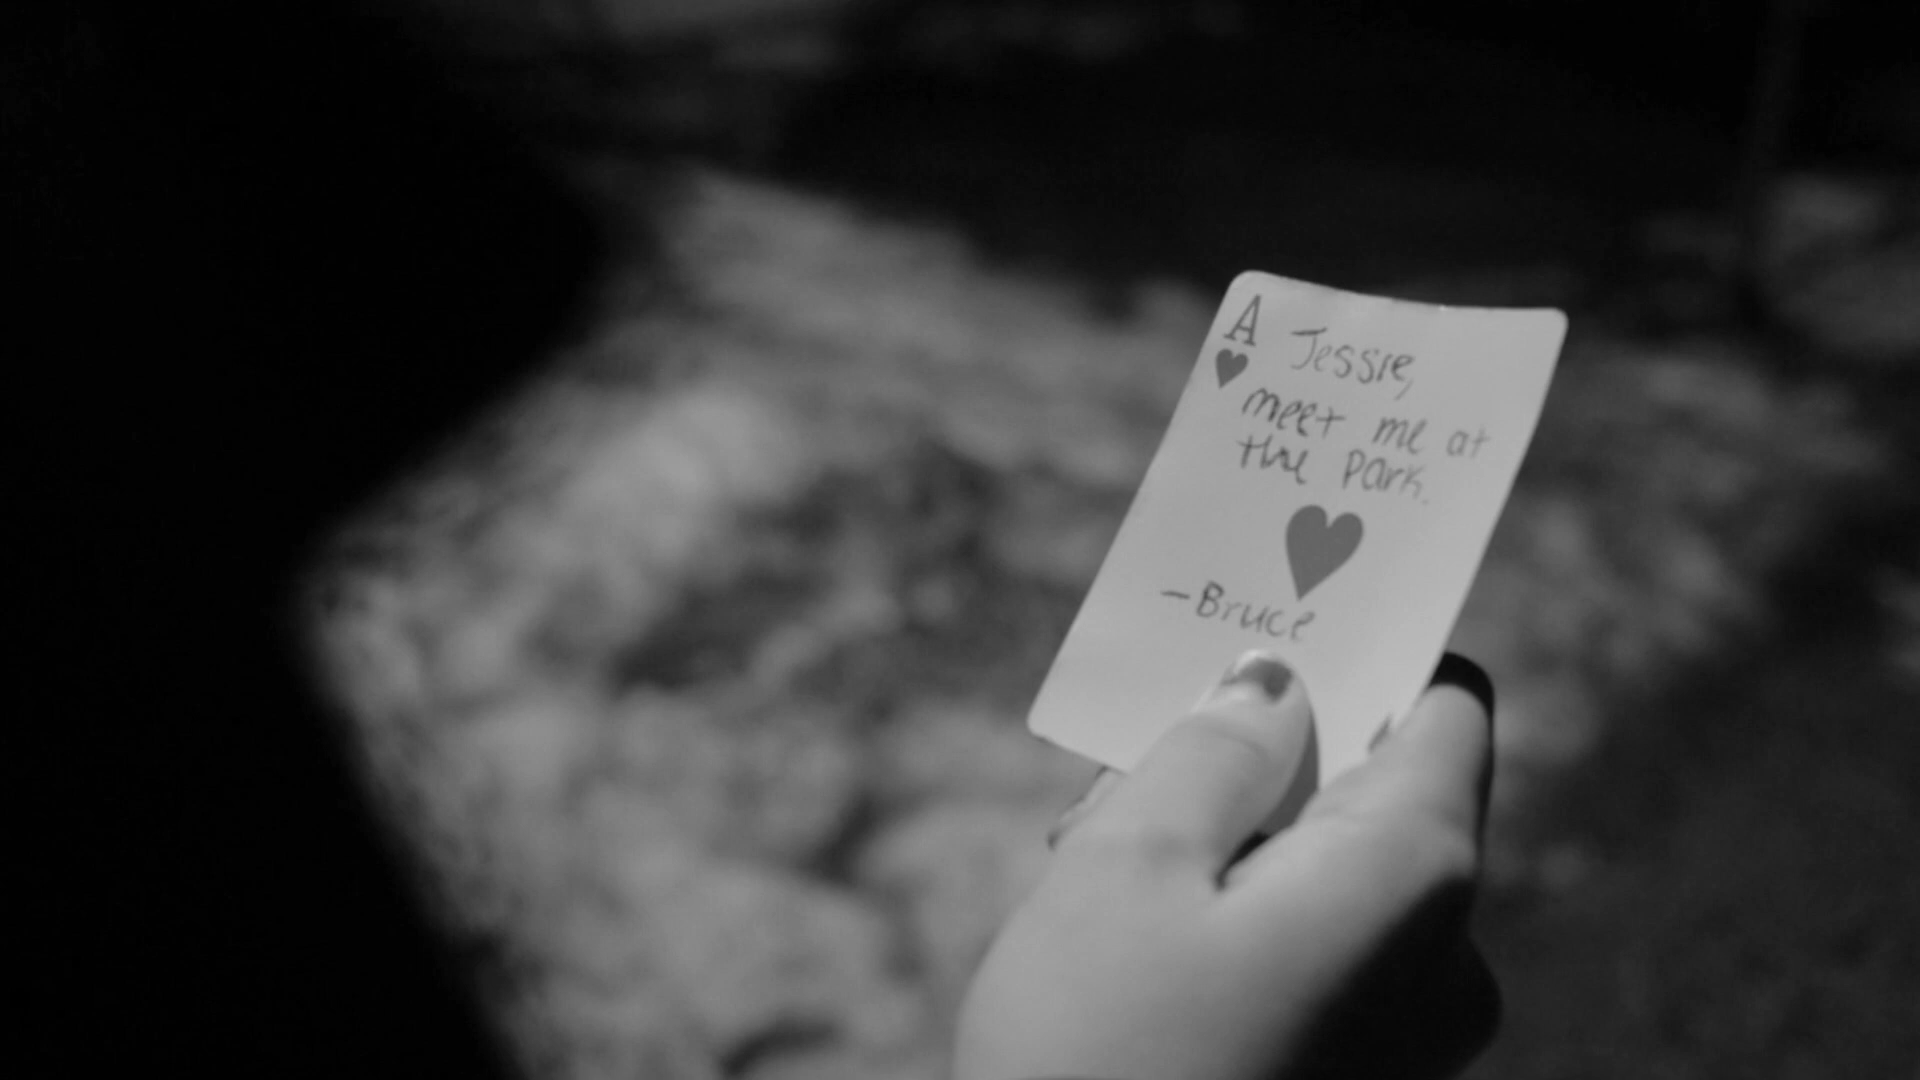 A
Jessie,
meet me at
the Park.
-Bruce